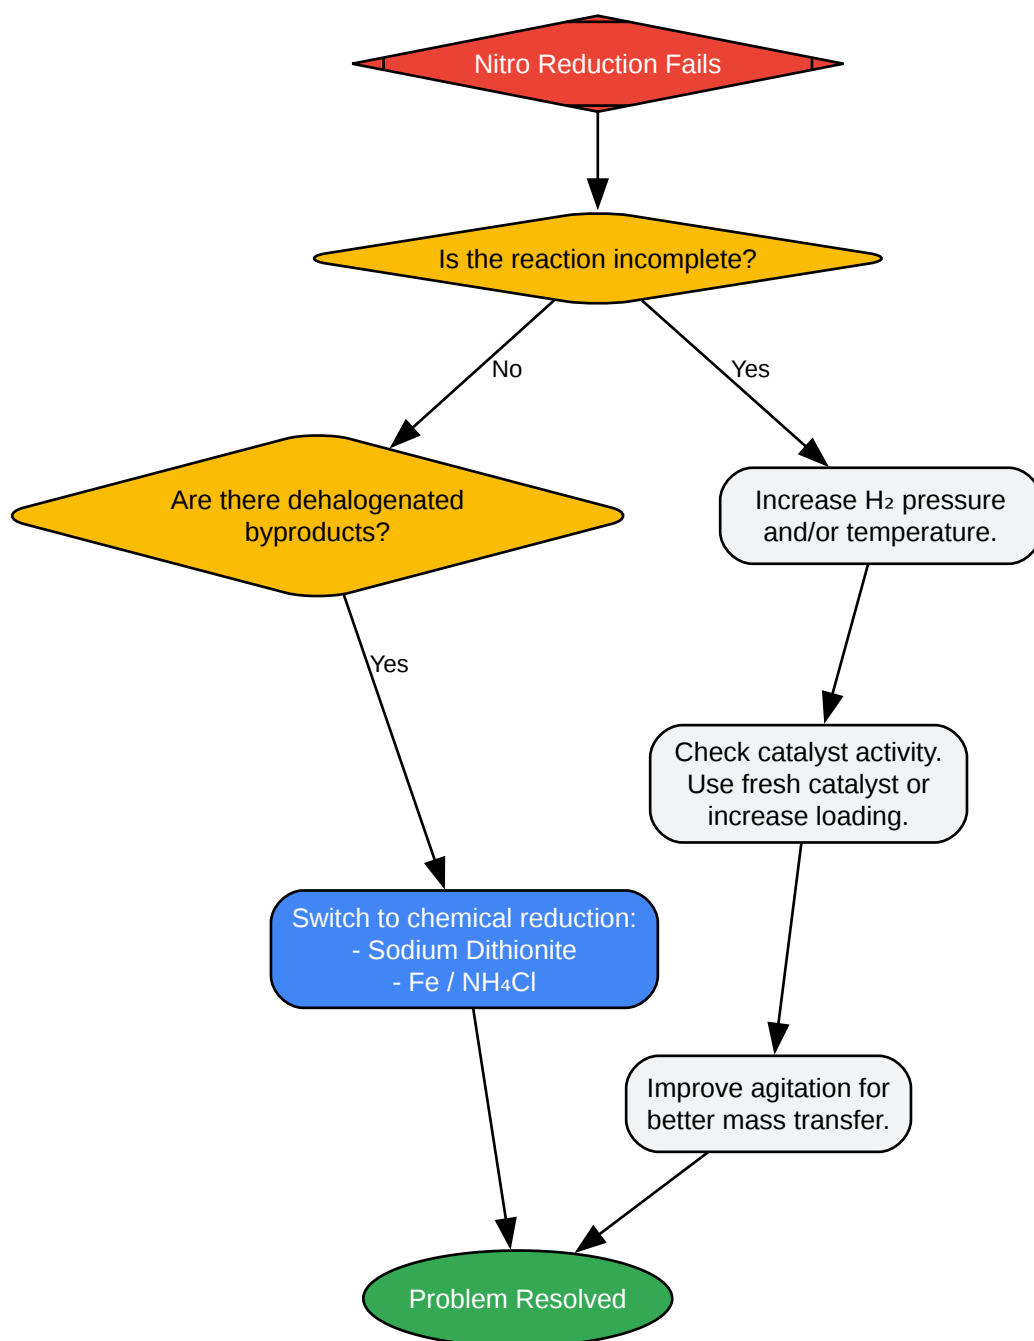 Nitro Reduction Fails
Is the reaction incomplete?
No
Yes
Are there dehalogenated
byproducts?
Increase H₂ pressure
and/or temperature.
Yes
Check catalyst activity.
Use fresh catalyst or
increase loading.
Switch to chemical reduction:
- Sodium Dithionite
- Fe / NH₄Cl
Improve agitation for
better mass transfer.
Problem Resolved